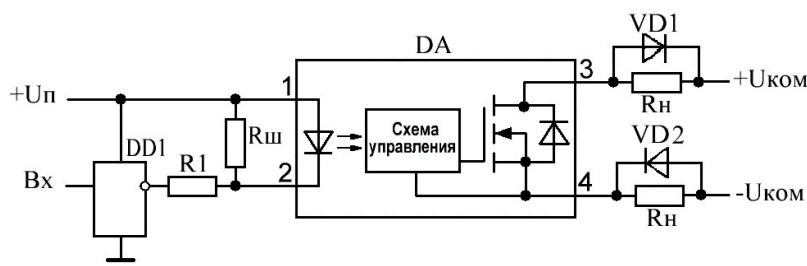 DA
VD1
1
3
+Uп
+Uком
Rн
Rш
Схема
управления
DD1
R1
2
VD2
4
Вх
-Uком
Rн